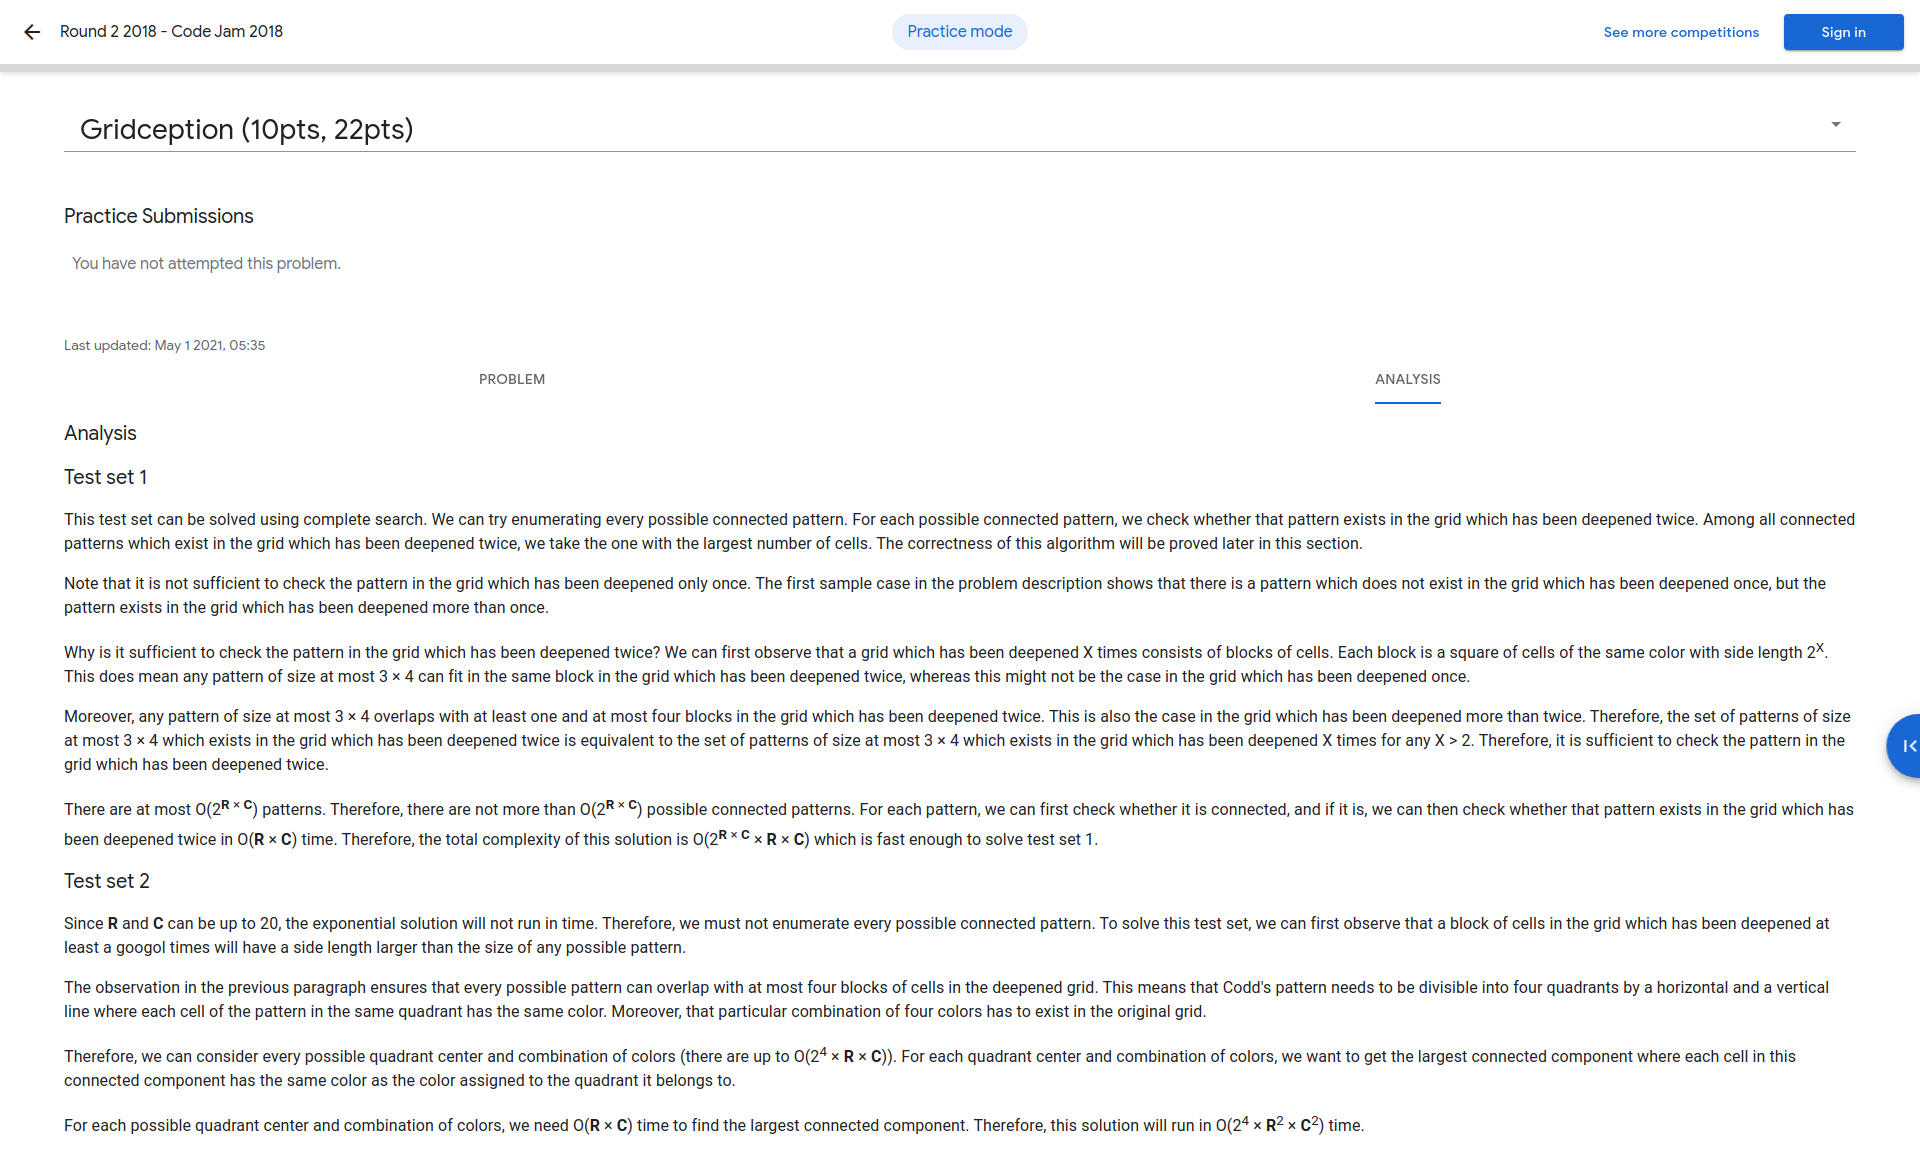 Round 2 2018 - Code Jam 2018
Practice mode
See more competitions
Sign in
Gridception (10pts, 22pts)
Practice Submissions
You have not attempted this problem.
Last updated: May 1 2021, 05:35
PROBLEM
ANALYSIS
Analysis
Test set 1
This test set can be solved using complete search. We can try enumerating every possible connected pattern. For each possible connected pattern, we check whether that pattern exists in the grid which has been deepened twice. Among all connected
patterns which exist in the grid which has been deepened twice, we take the one with the largest number of cells. The correctness of this algorithm will be proved later in this section.
Note that it is not sufficient to check the pattern in the grid which has been deepened only once. The first sample case in the problem description shows that there is a pattern which does not exist in the grid which has been deepened once, but the
pattern exists in the grid which has been deepened more than once.
Why is it sufficient to check the pattern in the grid which has been deepened twice? We can first observe that a grid which has been deepened X times consists of blocks of cells. Each block is a square of cells of the same color with side length 2^X.
This does mean any pattern of size at most 3 × 4 can fit in the same block in the grid which has been deepened twice, whereas this might not be the case in the grid which has been deepened once.
Moreover, any pattern of size at most 3 × 4 overlaps with at least one and at most four blocks in the grid which has been deepened twice. This is also the case in the grid which has been deepened more than twice. Therefore, the set of patterns of size
at most 3 × 4 which exists in the grid which has been deepened twice is equivalent to the set of patterns of size at most 3 × 4 which exists in the grid which has been deepened X times for any X > 2. Therefore, it is sufficient to check the pattern in the
grid which has been deepened twice.
There are at most O(2^R × C) patterns. Therefore, there are not more than O(2^R × C) possible connected patterns. For each pattern, we can first check whether it is connected, and if it is, we can then check whether that pattern exists in the grid which has
been deepened twice in O(R × C) time. Therefore, the total complexity of this solution is O(2^R × C × R × C) which is fast enough to solve test set 1.
Test set 2
Since R and C can be up to 20, the exponential solution will not run in time. Therefore, we must not enumerate every possible connected pattern. To solve this test set, we can first observe that a block of cells in the grid which has been deepened at
least a googol times will have a side length larger than the size of any possible pattern.
The observation in the previous paragraph ensures that every possible pattern can overlap with at most four blocks of cells in the deepened grid. This means that Codd's pattern needs to be divisible into four quadrants by a horizontal and a vertical
line where each cell of the pattern in the same quadrant has the same color. Moreover, that particular combination of four colors has to exist in the original grid.
Therefore, we can consider every possible quadrant center and combination of colors (there are up to O(2^4 × R × C)). For each quadrant center and combination of colors, we want to get the largest connected component where each cell in this
connected component has the same color as the color assigned to the quadrant it belongs to.
For each possible quadrant center and combination of colors, we need O(R × C) time to find the largest connected component. Therefore, this solution will run in O(2^4 × R^2 × C^2) time.